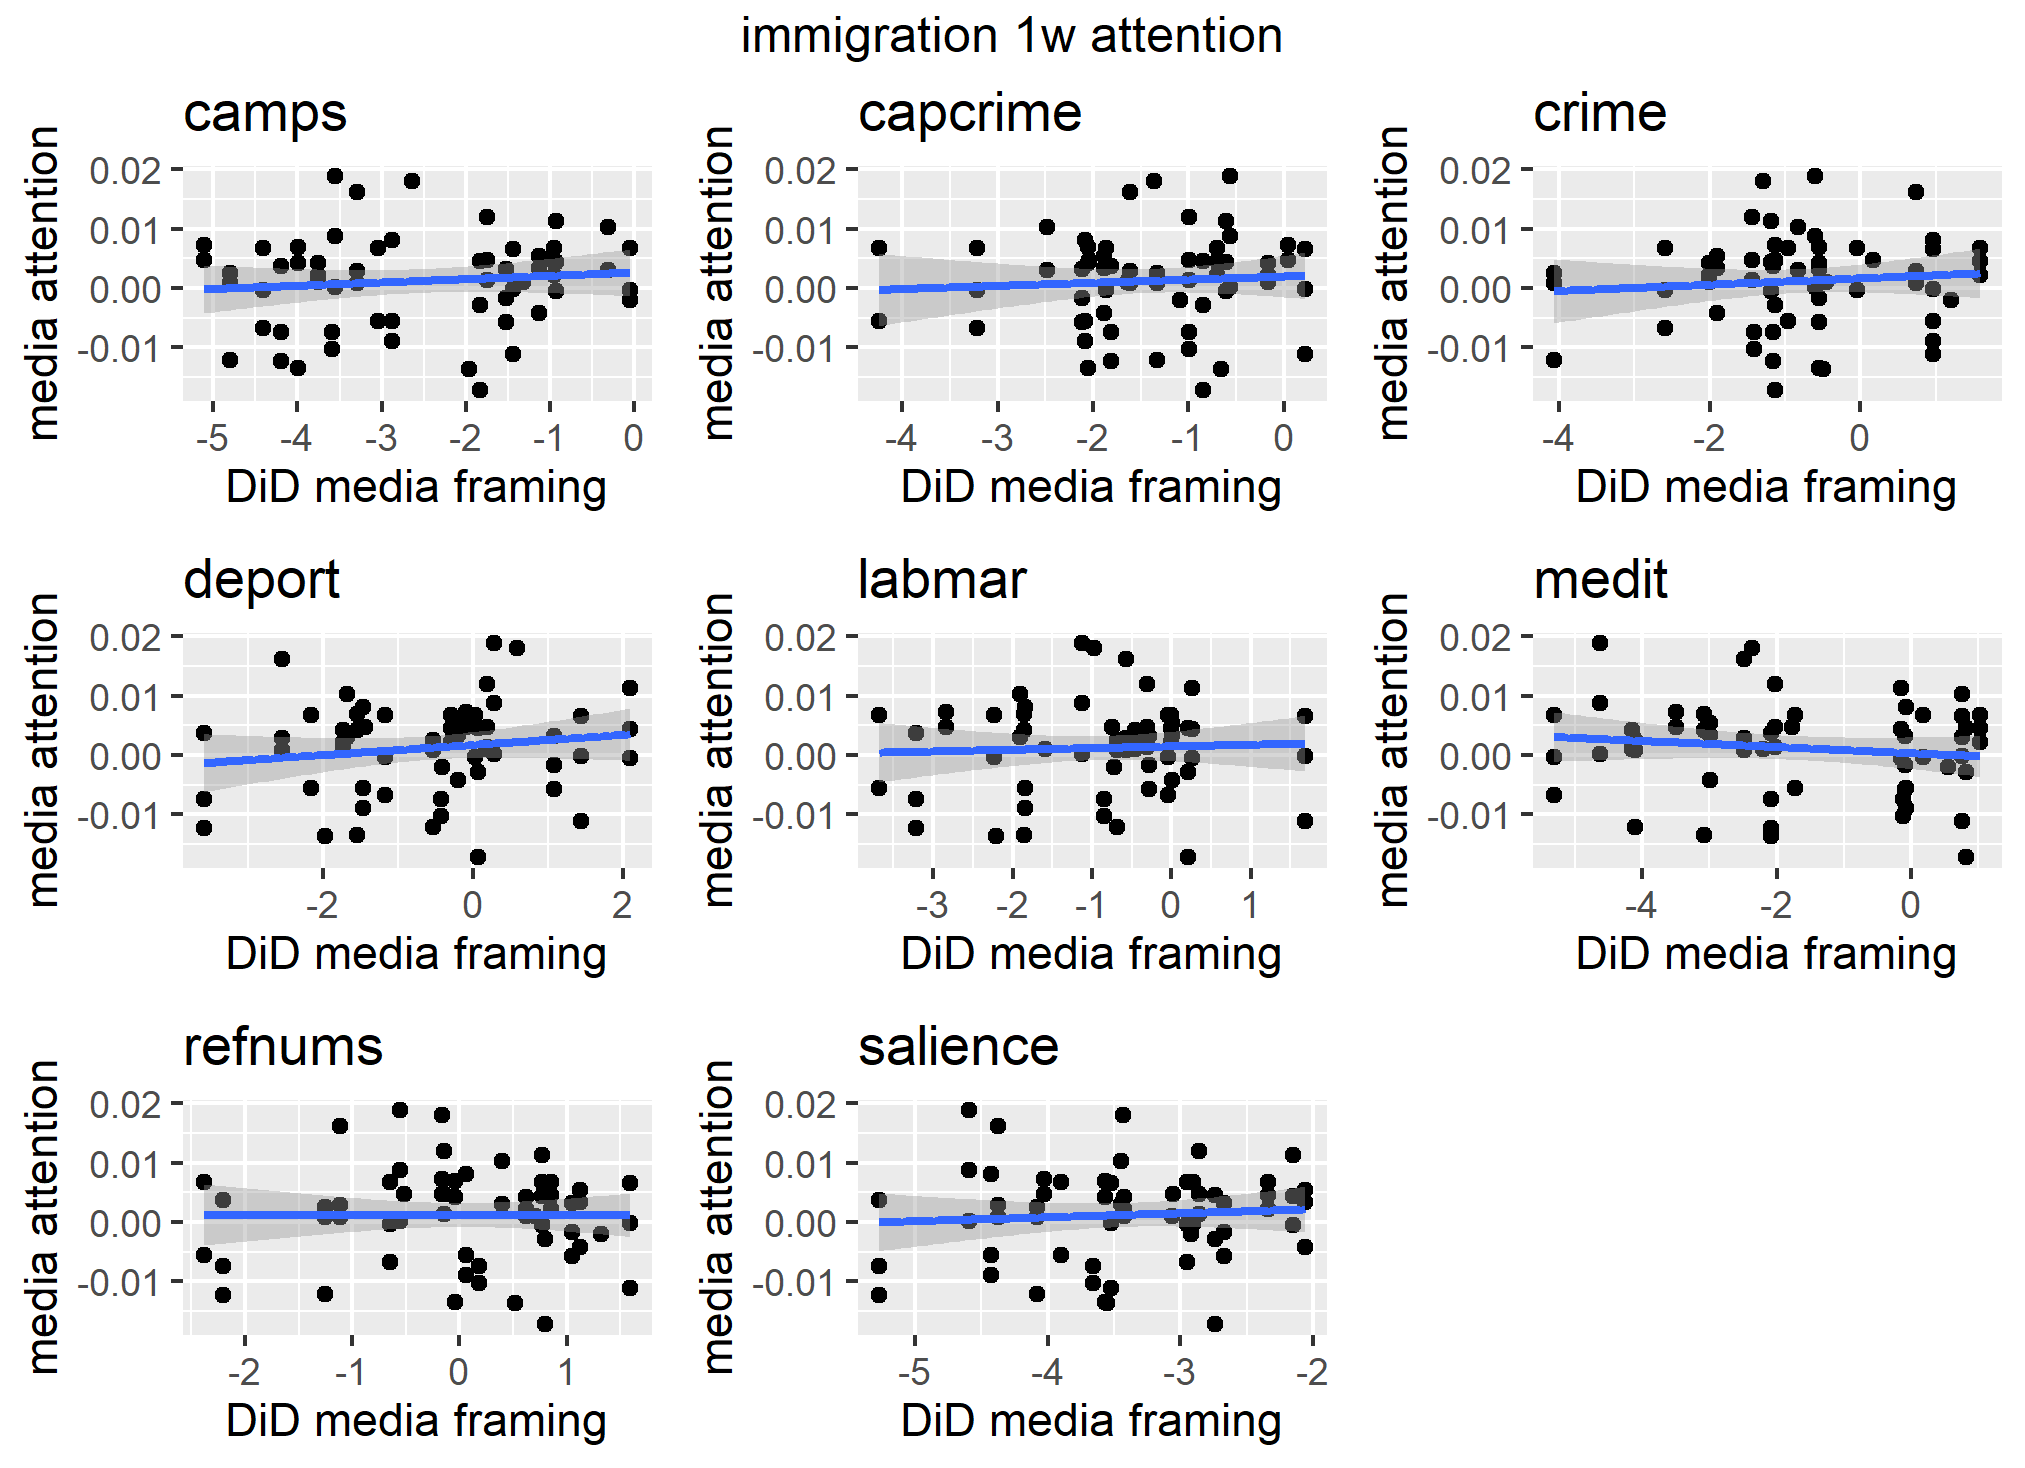 immigration 1w attention
camps
capcrime
crime
media attention
0.02
0.01
0.00
-0.01
-5 -4 -3 -2 -1 0
DiD media framing
media attention
0.02
0.01
0.00
-0.01
-4 -3 -2 -1 0
DiD media framing
media attention
0.02
0.01
0.00
-0.01
-4 -2 0
DiD media framing
deport
labmar
medit
media attention
0.02
0.01
0.00
-0.01
-2 0 2
DiD media framing
media attention
0.02
0.01
0.00
-0.01
-3 -2 -1 0 1
DiD media framing
media attention
0.02
0.01
0.00
-0.01
-4 -2 0
DiD media framing
refnums
salience
media attention
0.02
0.01
0.00
-0.01
-2 -1 0 1
DiD media framing
media attention
0.02
0.01
0.00
-0.01
-5 -4 -3 -2
DiD media framing